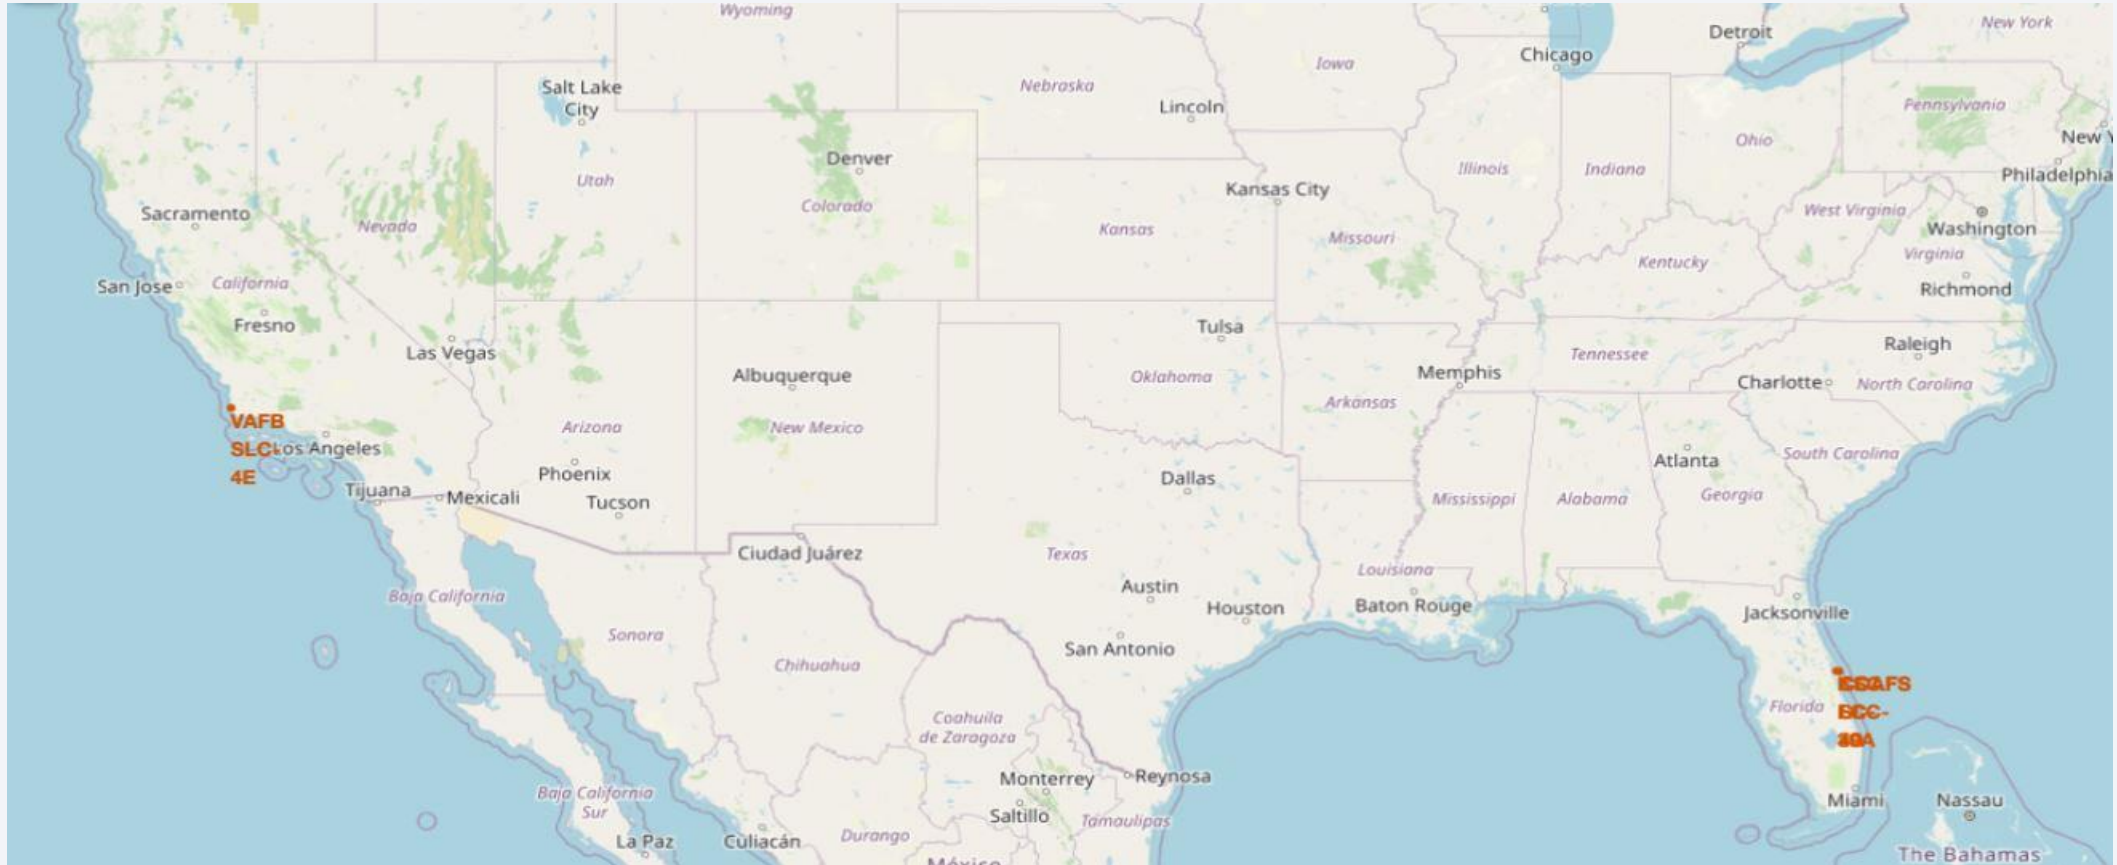 Wyoming
New York
Detroit
Chicago
Iowa
Nebraska
Salt Lake
City
Lincoln
Pennsylvania
Ohio
New Y
Denver
Illinois
Indiana
Philadelphia
Utah
Kansas City
Colorado
Sacramento
West Virginia
Nevada
Kansas
Missouri
Washington
Virginia
Kentucky
San Jose
California
Richmond
Fresno
Tulsa
Las Vegas
Raleigh
Tennessee
Albuquerque
Oklahoma
Memphis
Charlotte
North Carolina
Arkansas
VAFB
SLC-
4E
Los Angeles
Arizona
New Mexico
South Carolina
Atlanta
Phoenix
Dallas
Tijuana
Mexicali
Tucson
Mississippi
Alabama
Georgia
Ciudad Juárez
Texas
Louisiana
Baja California
Austin
Houston
Baton Rouge
Jacksonville
Sonora
San Antonio
Chihuahua
Florida
Coahuila
de Zaragoza
Monterrey
Reynosa
Baja California
Sur
Saltillo
Tamaulipas
Miami
Nassau
La Paz
Culiacán
Durango
The Bahamas